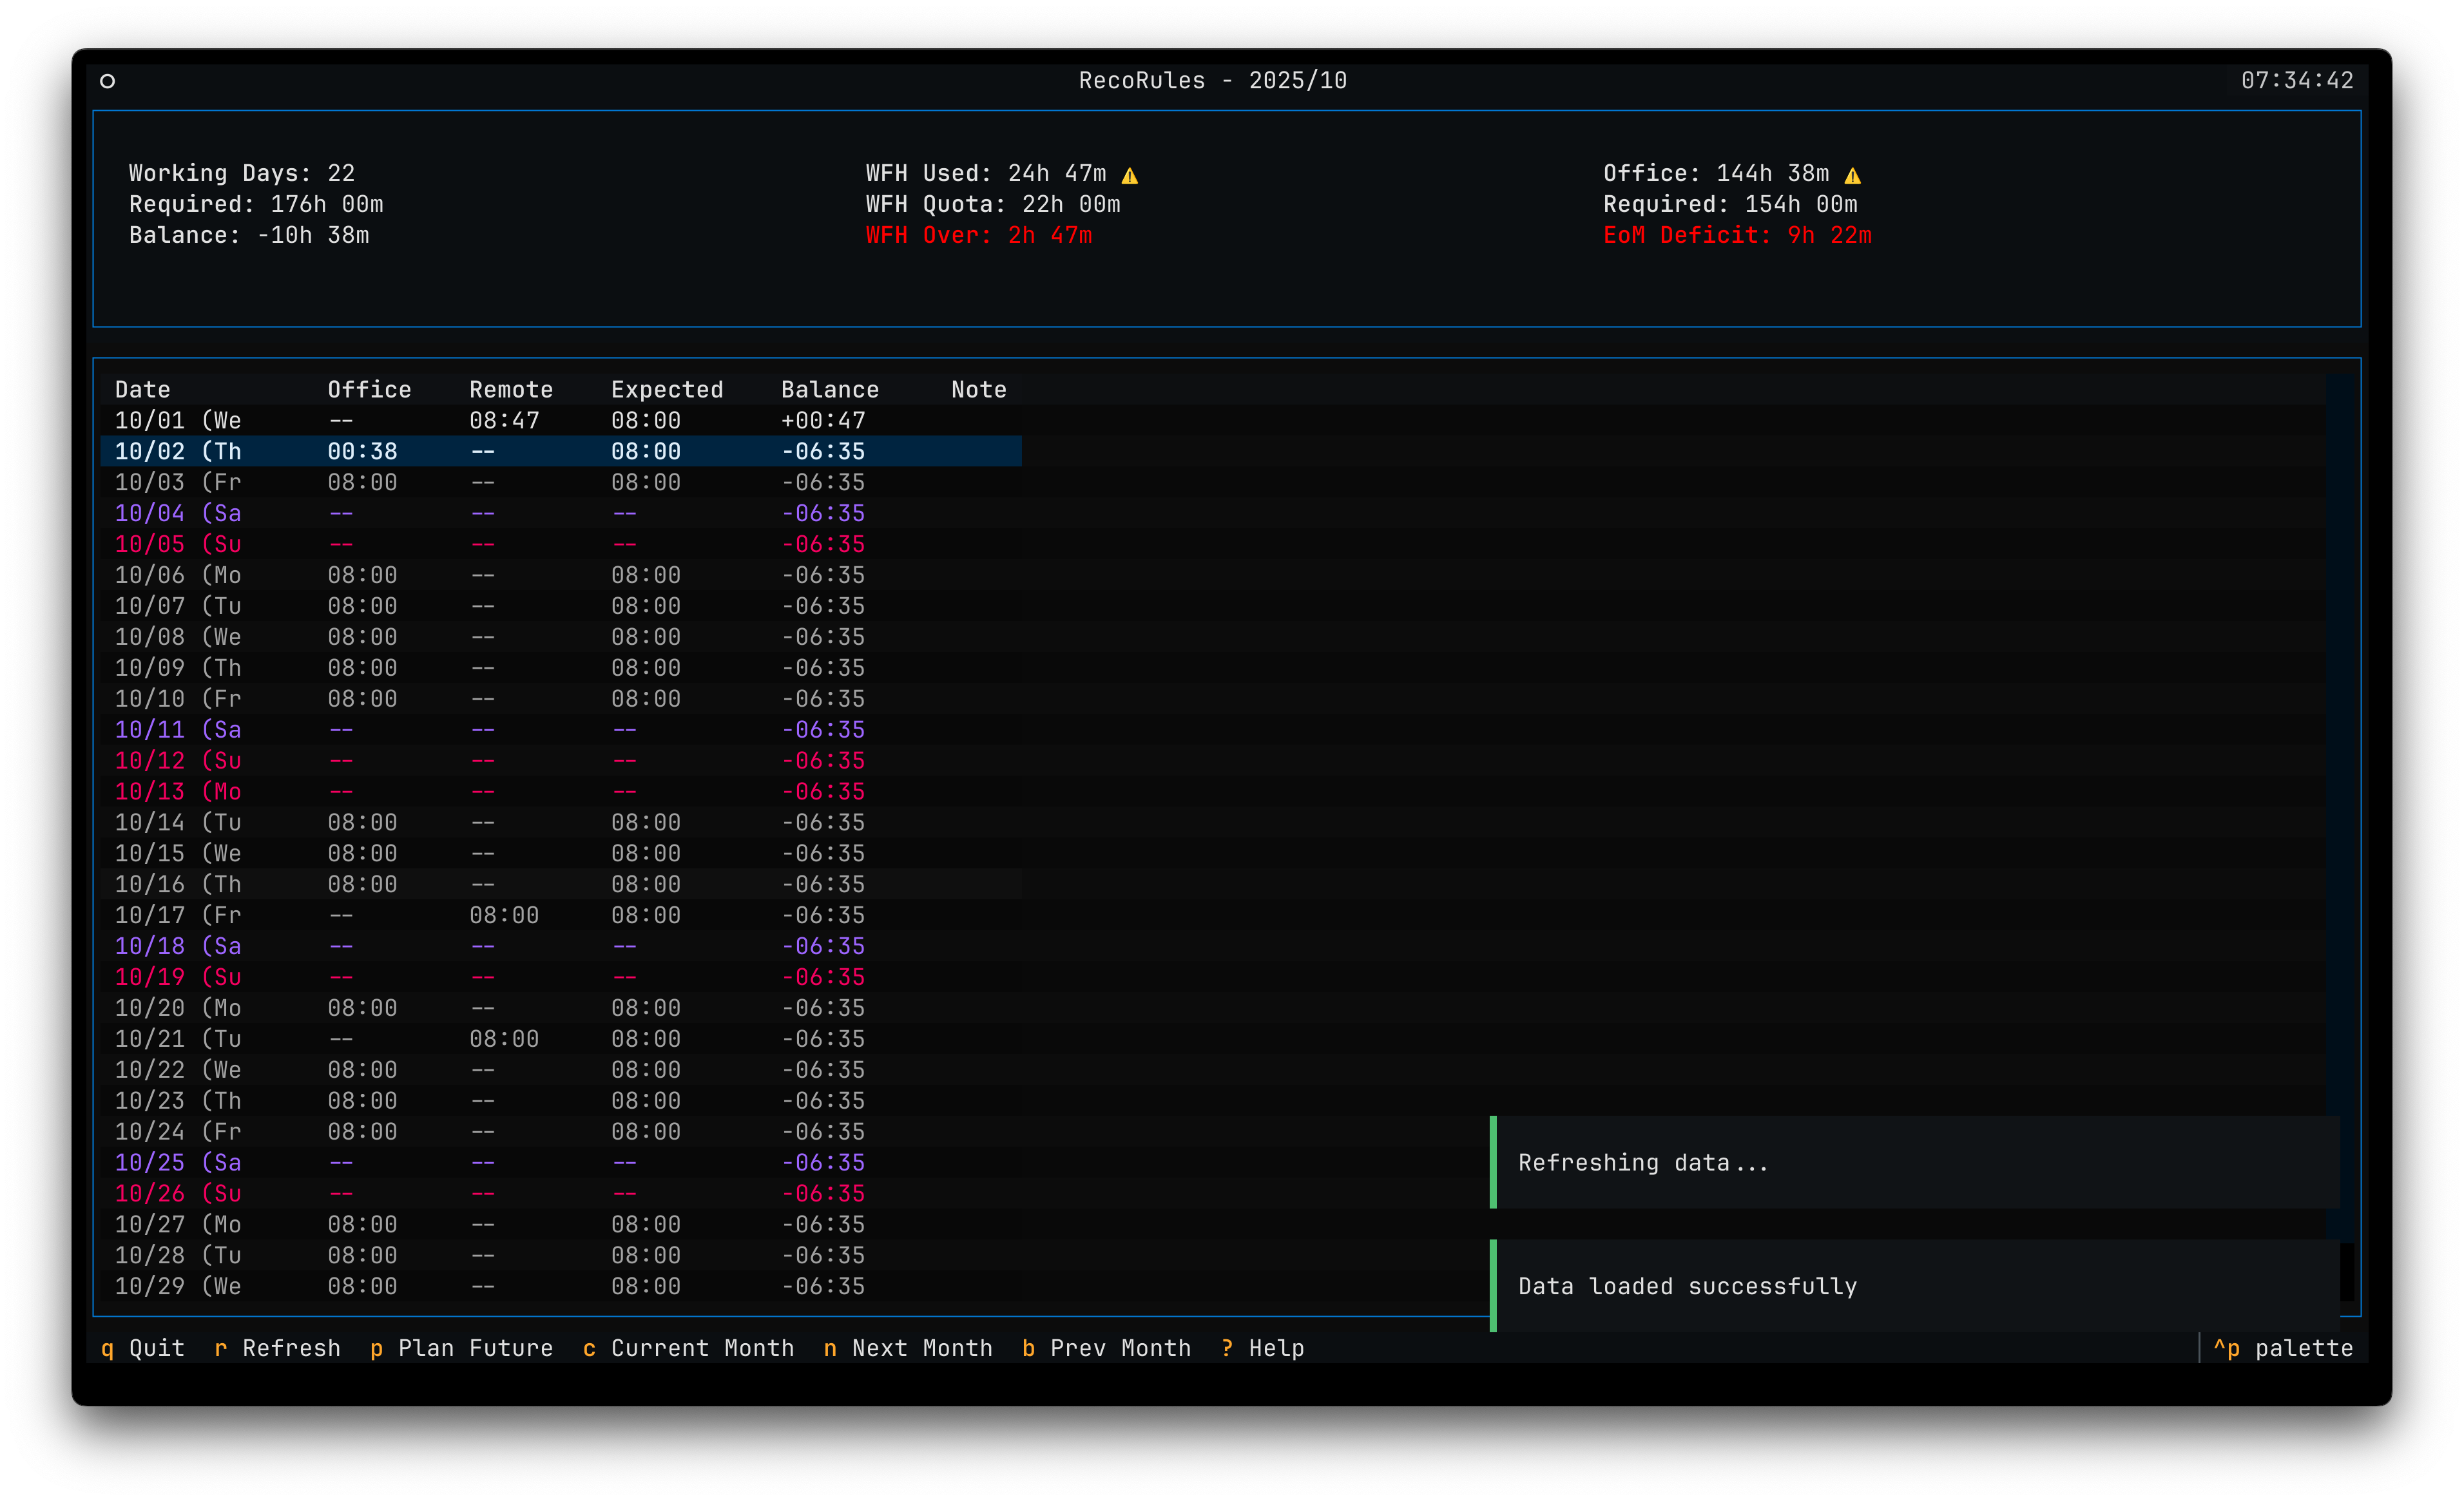 RecoRules - 2025/10 07:34:42
Working Days: 22 WFH Used: 24h 47m ⚠ Office: 144h 38m ⚠
Required: 176h 00m WFH Quota: 22h 00m Required: 154h 00m
Balance: -10h 38m WFH Over: 2h 47m EoM Deficit: 9h 22m
Date Office Remote Expected Balance Note
10/01 (We -- 08:47 08:00 +00:47
10/02 (Th 00:38 -- 08:00 -06:35
10/03 (Fr 08:00 -- 08:00 -06:35
10/04 (Sa -- -- -- -06:35
10/05 (Su -- -- -- -06:35
10/06 (Mo 08:00 -- 08:00 -06:35
10/07 (Tu 08:00 -- 08:00 -06:35
10/08 (We 08:00 -- 08:00 -06:35
10/09 (Th 08:00 -- 08:00 -06:35
10/10 (Fr 08:00 -- 08:00 -06:35
10/11 (Sa -- -- -- -06:35
10/12 (Su -- -- -- -06:35
10/13 (Mo -- -- -- -06:35
10/14 (Tu 08:00 -- 08:00 -06:35
10/15 (We 08:00 -- 08:00 -06:35
10/16 (Th 08:00 -- 08:00 -06:35
10/17 (Fr -- 08:00 08:00 -06:35
10/18 (Sa -- -- -- -06:35
10/19 (Su -- -- -- -06:35
10/20 (Mo 08:00 -- 08:00 -06:35
10/21 (Tu -- 08:00 08:00 -06:35
10/22 (We 08:00 -- 08:00 -06:35
10/23 (Th 08:00 -- 08:00 -06:35
10/24 (Fr 08:00 -- 08:00 -06:35
10/25 (Sa -- -- -- -06:35
10/26 (Su -- -- -- -06:35
10/27 (Mo 08:00 -- 08:00 -06:35
10/28 (Tu 08:00 -- 08:00 -06:35
10/29 (We 08:00 -- 08:00 -06:35
Refreshing data...
Data loaded successfully
q Quit r Refresh p Plan Future c Current Month n Next Month b Prev Month ? Help ^p palette